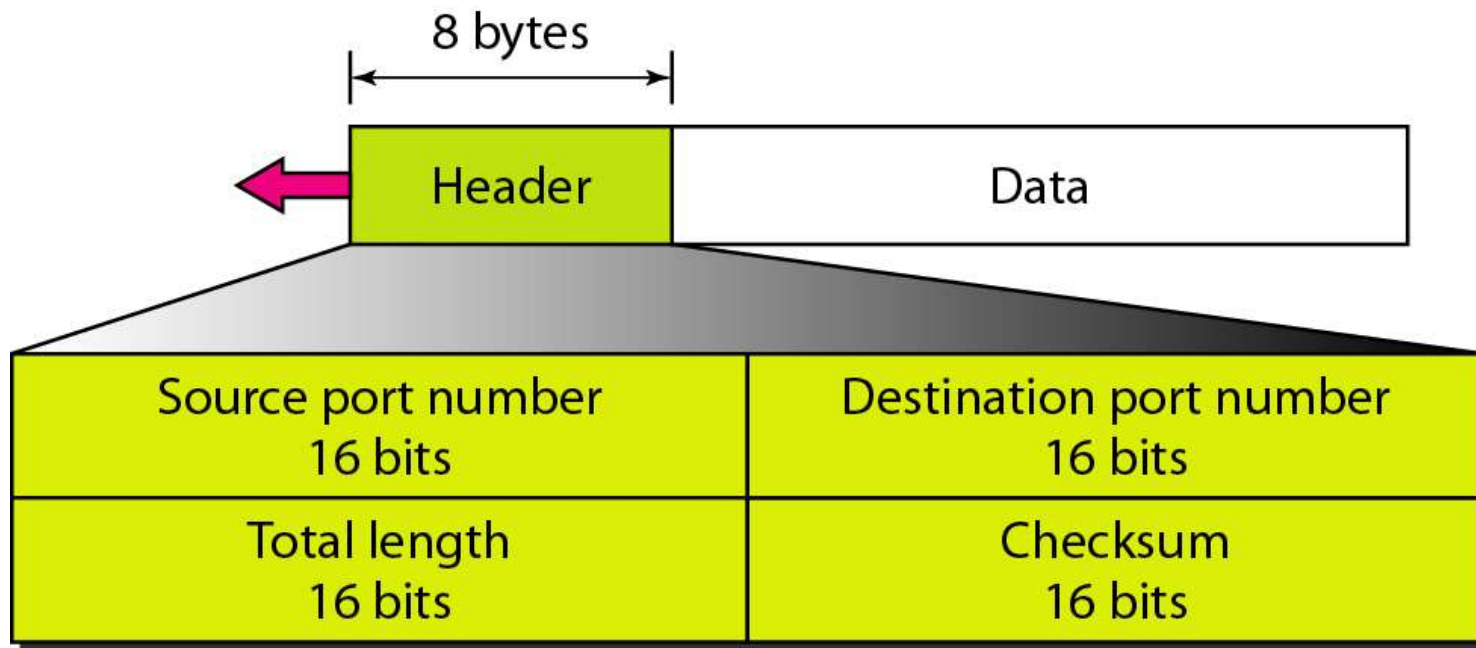 8 bytes
Header
Data
Source port number
16 bits
Destination port number
16 bits
Total length
16 bits
Checksum
16 bits